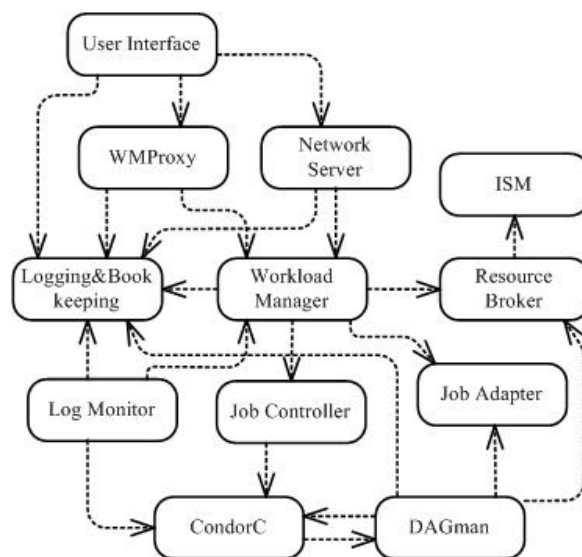 User Interface
WMProxy
Network
Server
ISM
Logging&Book
keeping
Workload
Manager
Resource
Broker
Log Monitor
Job Controller
Job Adapter
CondorC
DAGman